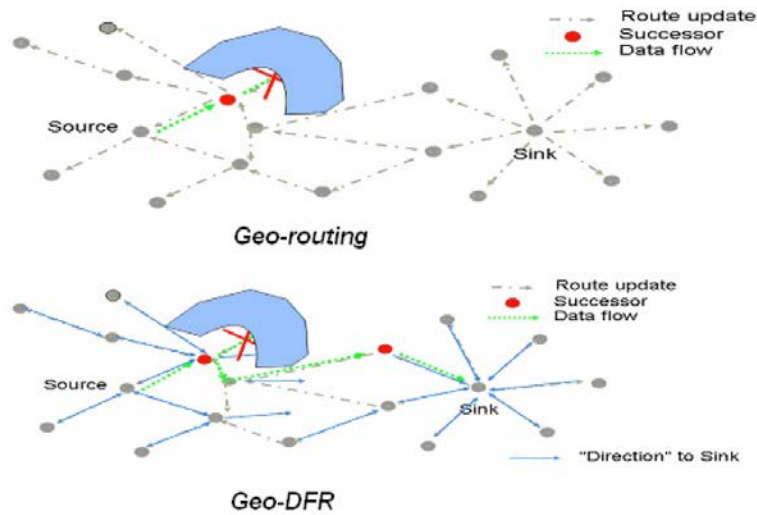 Route update
Successor
Data flow
Source
Sink
Geo-routing
Route update
Successor
Data flow
Source
Sink
"Direction" to Sink
Geo-DFR